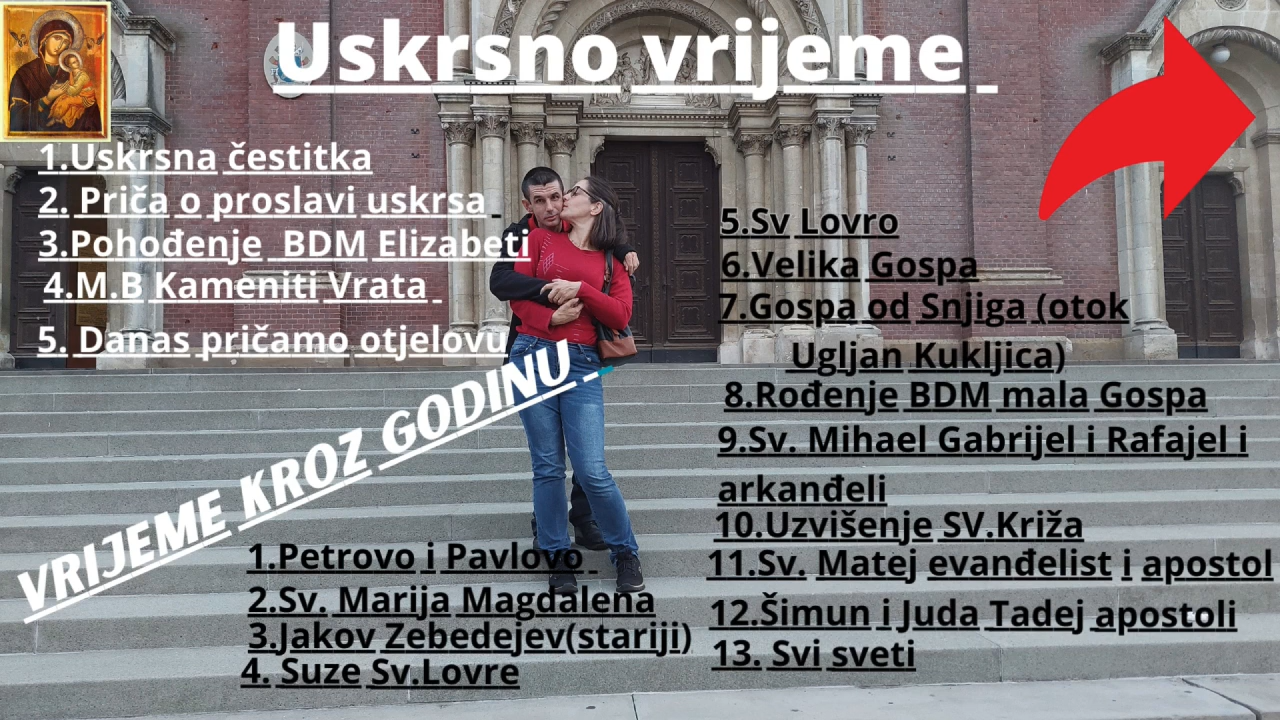 Uskrsno vrijeme
1.Uskrsna čestitka
2. Priča o proslavi uskrsa
3.Pohođenje BDM Elizabeti
4.M.B Kameniti Vrata
5. Danas pričamo otjelovu
VRIJEME KROZ GODINU
1.Petrovo i Pavlovo
2.Sv. Marija Magdalena
3.Jakov Zebedejev(stariji)
4. Suze Sv.Lovre
5.Sv Lovro
6.Velika Gospa
7.Gospa od Snjiga (otok
Ugljan Kukljica)
8.Rođenje BDM mala Gospa
9.Sv. Mihael Gabrijel i Rafajel i
arkanđeli
10.Uzvišenje SV.Križa
11.Sv. Matej evanđelist i apostol
12.Šimun i Juda Tadej apostoli
13. Svi sveti